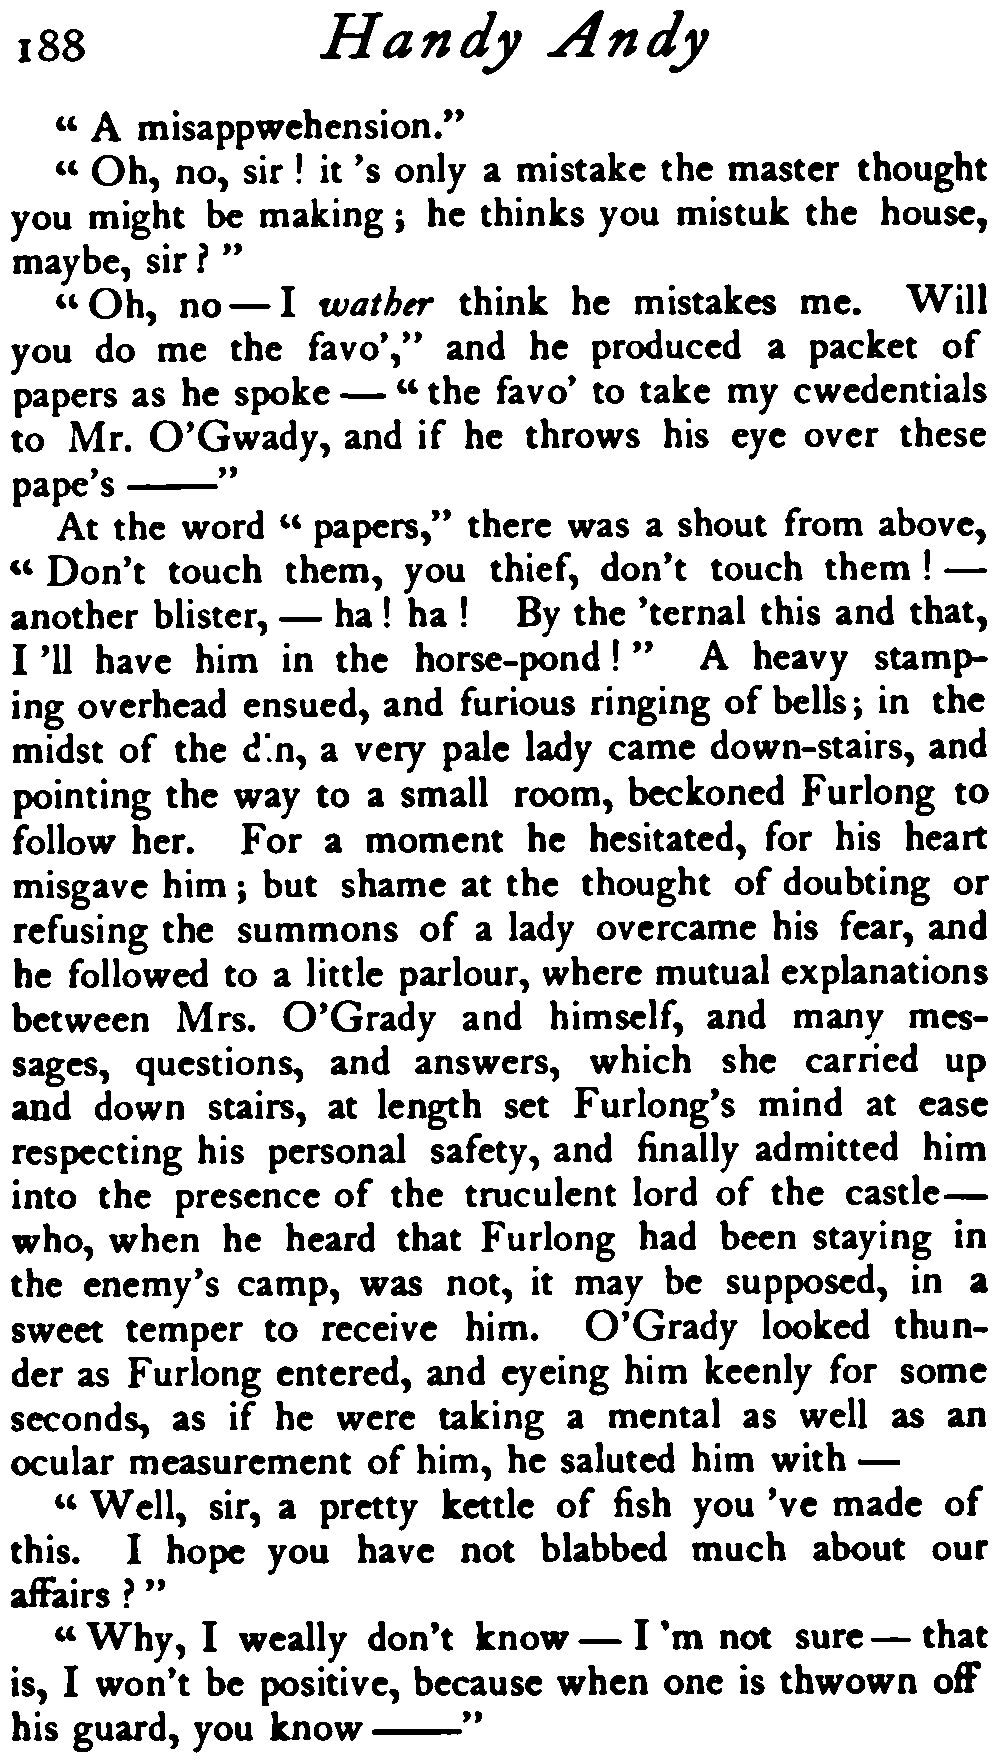 188 Handy Andy
“ A misappwehension.”
“ Oh, no, sir ! it ’s only a mistake the master thought
you might be making ; he thinks you mistuk the house,
maybe, sir ? ”
“ Oh, no — I wather think he mistakes me. Will
you do me the favo’,” and he produced a packet of
papers as he spoke — “ the favo’ to take my cwedentials
to Mr. O’Gwady, and if he throws his eye over these
pape’s ——”
At the word “ papers,” there was a shout from above,
“ Don’t touch them, you thief, don’t touch them ! —
another blister, — ha ! ha ! By the ’ternal this and that,
I ’ll have him in the horse-pond ! ” A heavy stamp-
ing overhead ensued, and furious ringing of bells ; in the
midst of the din, a very pale lady came down-stairs, and
pointing the way to a small room, beckoned Furlong to
follow her. For a moment he hesitated, for his heart
misgave him ; but shame at the thought of doubting or
refusing the summons of a lady overcame his fear, and
he followed to a little parlour, where mutual explanations
between Mrs. O’Grady and himself, and many mes-
sages, questions, and answers, which she carried up
and down stairs, at length set Furlong’s mind at ease
respecting his personal safety, and finally admitted him
into the presence of the truculent lord of the castle—
who, when he heard that Furlong had been staying in
the enemy’s camp, was not, it may be supposed, in a
sweet temper to receive him. O’Grady looked thun-
der as Furlong entered, and eyeing him keenly for some
seconds, as if he were taking a mental as well as an
ocular measurement of him, he saluted him with —
“ Well, sir, a pretty kettle of fish you ’ve made of
this. I hope you have not blabbed much about our
affairs ? ”
“ Why, I weally don’t know — I ’m not sure — that
is, I won’t be positive, because when one is thwown off
his guard, you know ——”